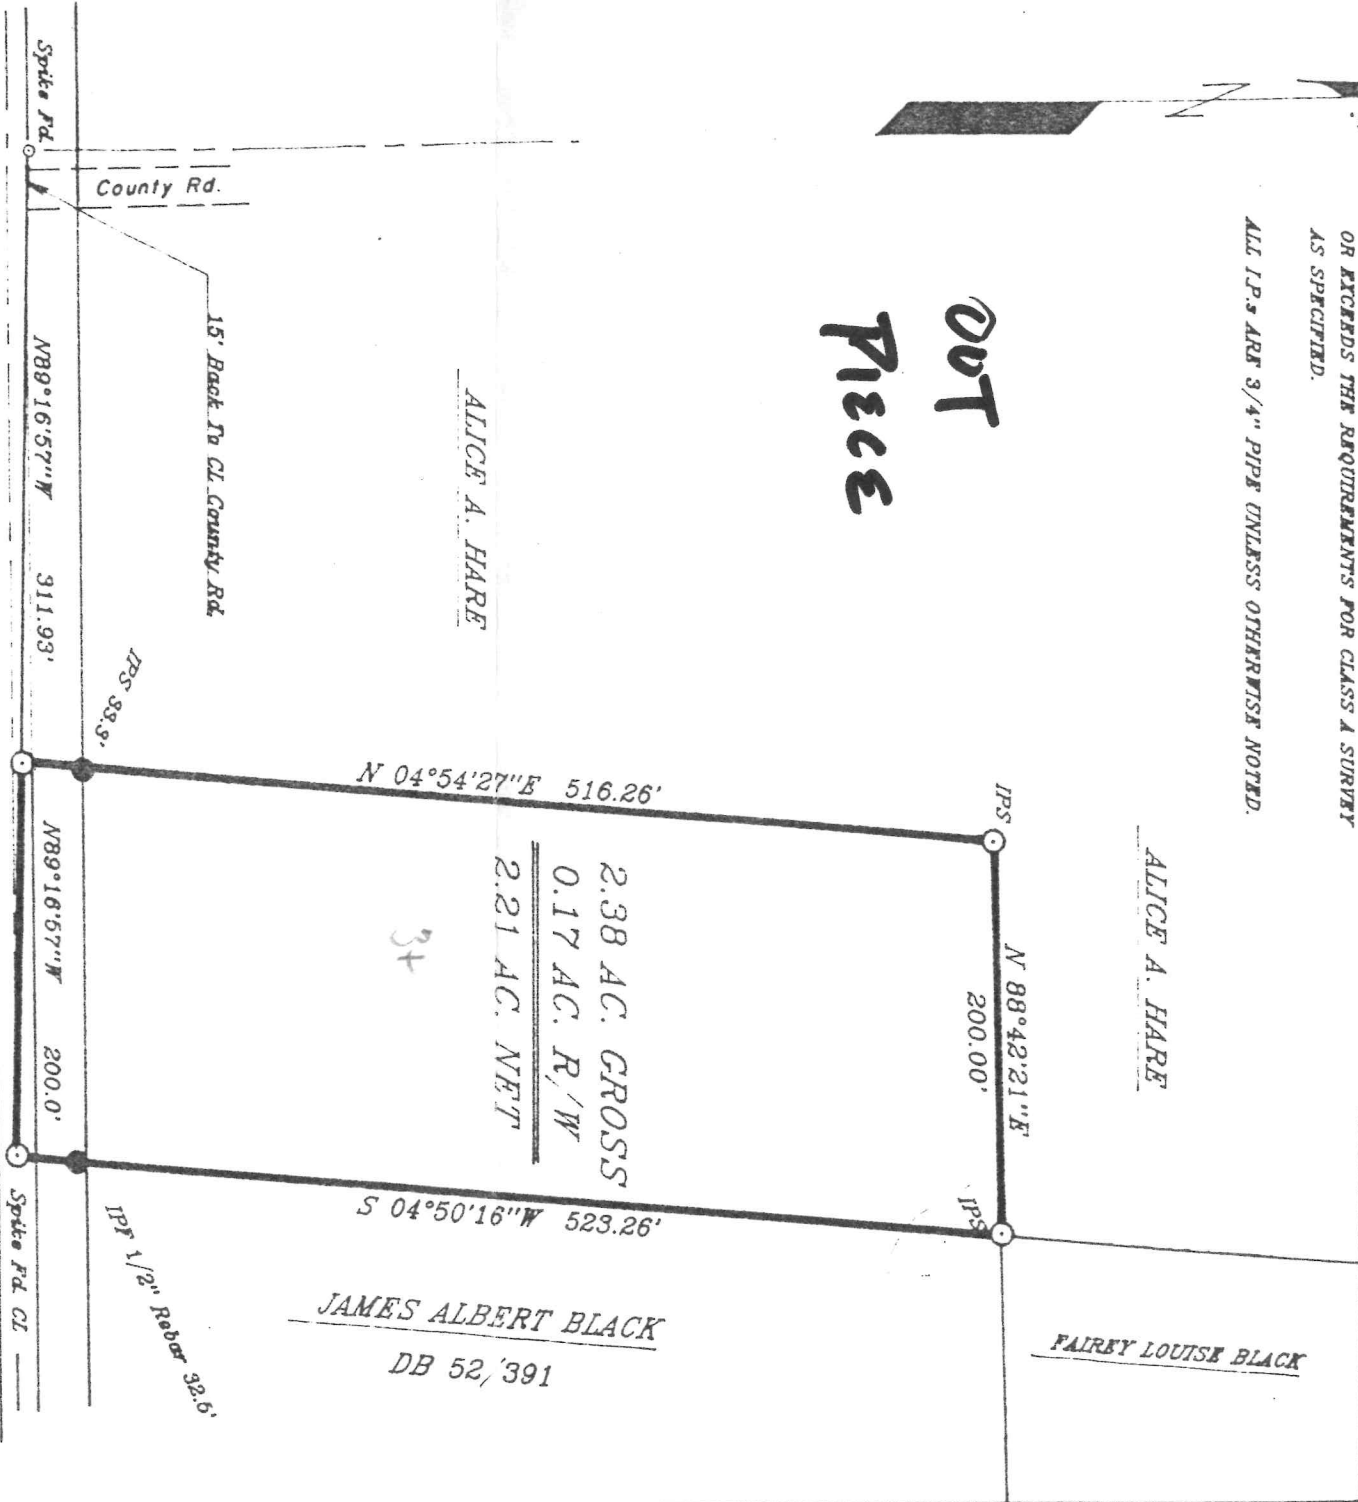 OR EXCEEDS THE REQUIREMENTS FOR CLASS A SURVEY
AS SPECIFIED.
ALL I.P.s ARE 3/4" PIPE UNLESS OTHERWISE NOTED.
N
OUT
PIECE
ALICE A. HARE
IPS
N 88°42'21"E
200.00'
IPS
FAIREY LOUISE BLACK
ALICE A. HARE
N 04°54'27"E 516.26'
2.38 AC. GROSS
0.17 AC. R/W
2.21 AC. NET
3+
S 04°50'16"W 523.26'
JAMES ALBERT BLACK
DB 52/391
County Rd.
15' Back To CL County Rd.
IPS 33.3'
IPF 1/2" Rebar 32.5'
Spike Fd.
N89°16'57"W 311.93'
N89°16'57"W 200.0'
Spike Fd. CL